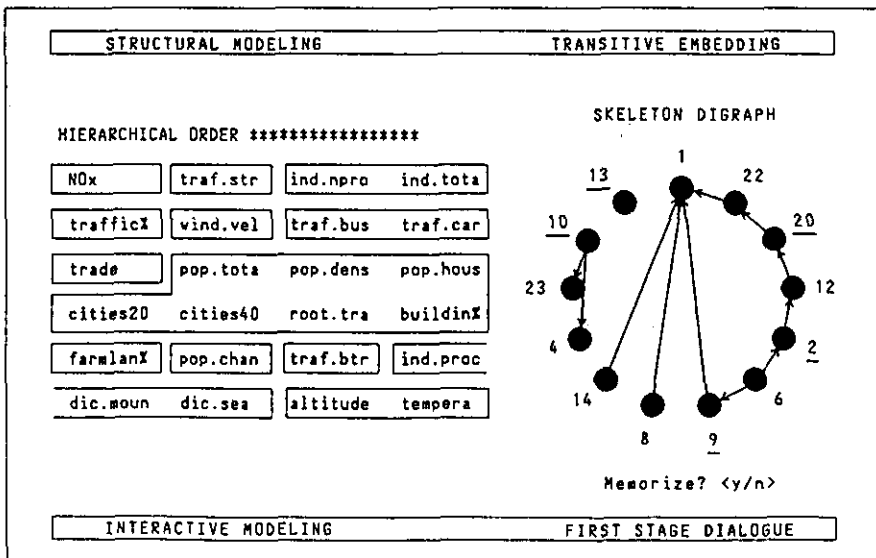 STRUCTURAL MODELING TRANSITIVE EMBEDDING
SKELETON DIGRAPH
HIERARCHICAL ORDER *****************
NOx traf.str ind.npro ind.tota
traffic% wind.vel traf.bus traf.car
trade pop.tota pop.dens pop.hous
cities20 cities40 root.tra buildin%
farmlan% pop.chan traf.btr ind.proc
dic.moun dic.sea altitude tempera
1
13 22
10 20
23 12
4 2
14 6
8 9
Memorize? <y/n>
INTERACTIVE MODELING FIRST STAGE DIALOGUE